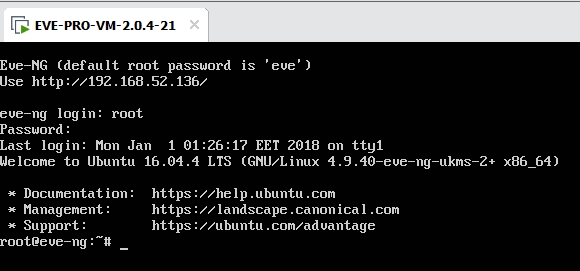 EVE-PRO-VM-2.0.4-21
Eve-NG (default root password is 'eve')
Use http://192.168.52.136/
eve-ng login: root
Password:
Last login: Mon Jan  1 01:26:17 EET 2018 on tty1
Welcome to Ubuntu 16.04.4 LTS (GNU/Linux 4.9.40-eve-ng-ukms-2+ x86_64)
* Documentation:  https://help.ubuntu.com
* Management:     https://landscape.canonical.com
* Support:        https://ubuntu.com/advantage
root@eve-ng:~# _